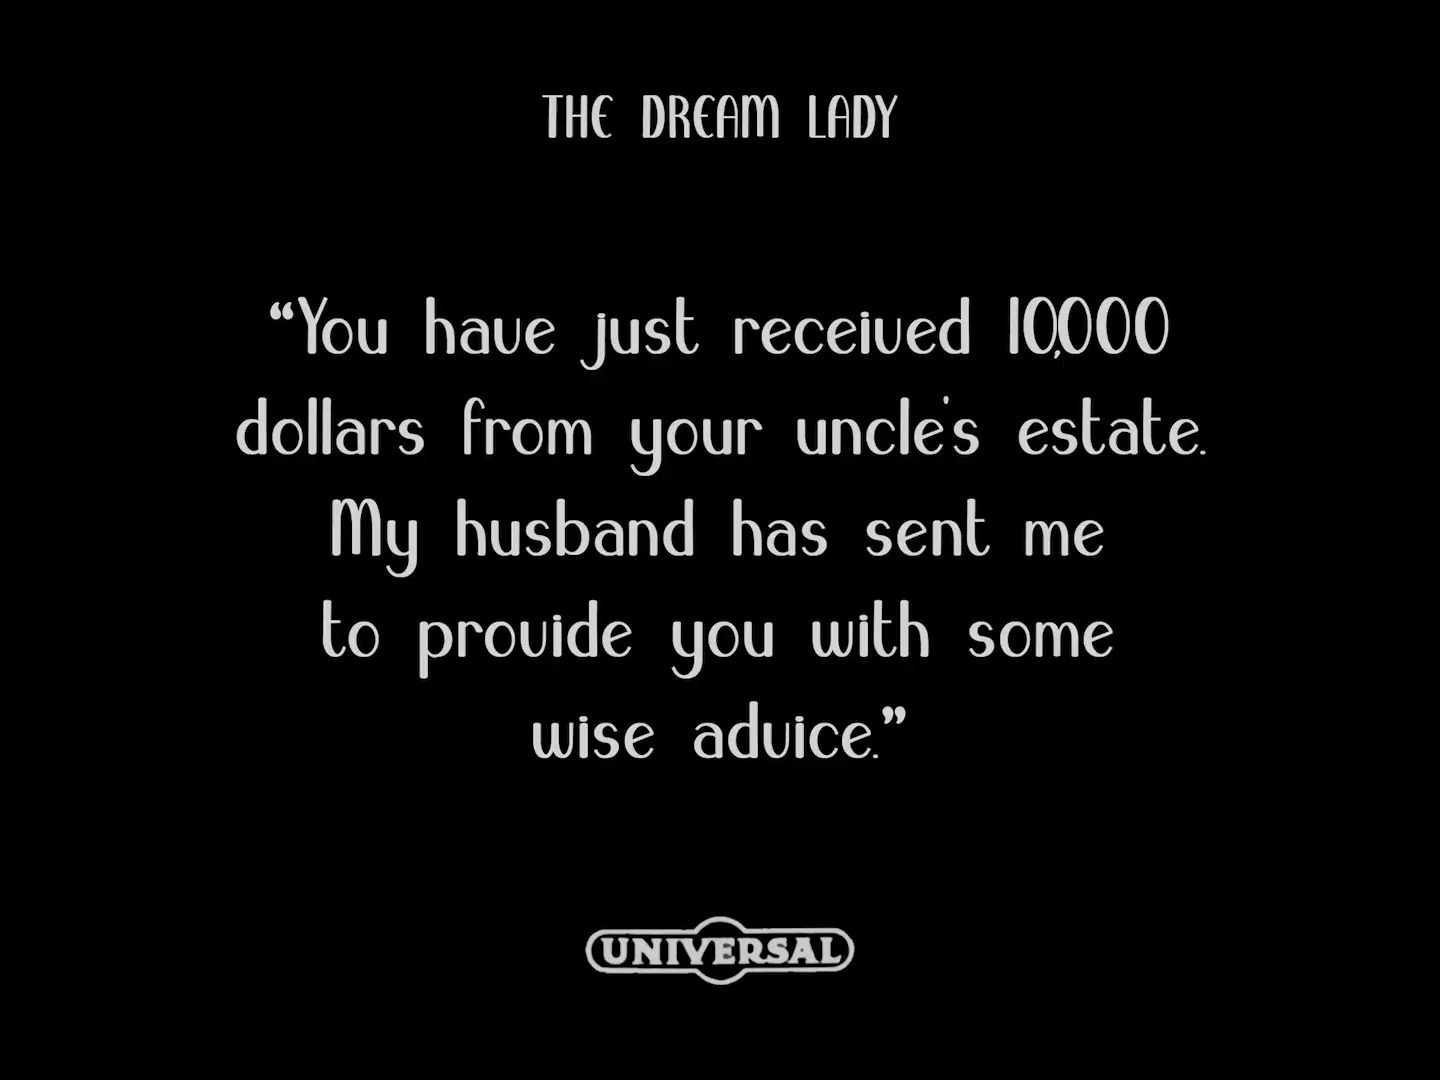 THE DREAM LADY
“You have just received 10,000
dollars from your uncle's estate.
My husband has sent me
to provide you with some
wise advice.”
UNIVERSAL